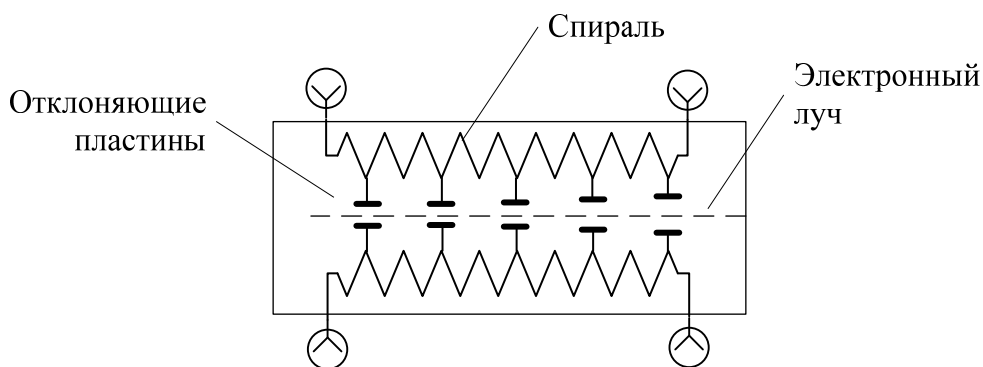 Спираль
Электронный
луч
Отклоняющие
пластины